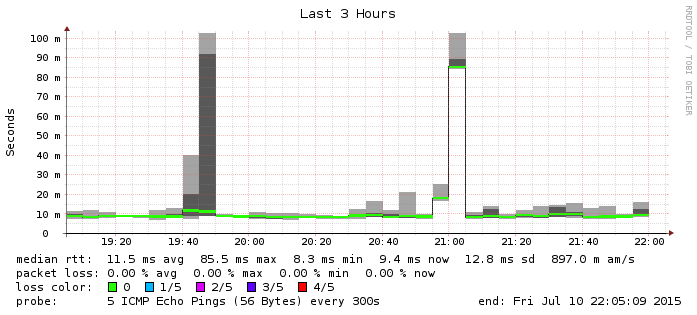 Last 3 Hours
RRDTOOL / TOBI OETIKER
Seconds
100 m
90 m
80 m
70 m
60 m
50 m
40 m
30 m
20 m
10 m
0
19:20 19:40 20:00 20:20 20:40 21:00 21:20 21:40 22:00
median rtt: 11.5 ms avg 85.5 ms max 8.3 ms min 9.4 ms now 12.8 ms sd 897.0 m am/s
packet loss: 0.00 % avg 0.00 % max 0.00 % min 0.00 % now
loss color: 0 1/5 2/5 3/5 4/5
probe: 5 ICMP Echo Pings (56 Bytes) every 300s end: Fri Jul 10 22:05:09 2015